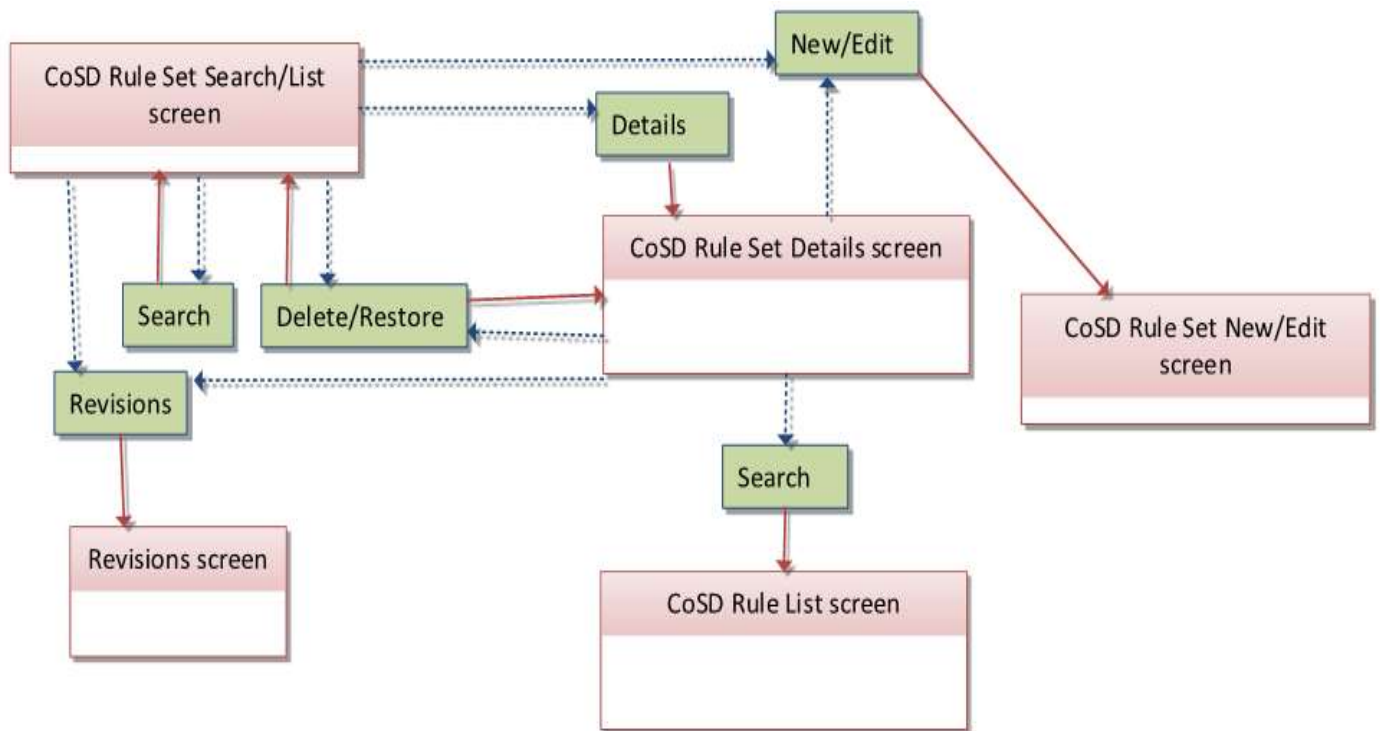 New/Edit
CoSD Rule Set Search/List
screen
Details
CoSD Rule Set Details screen
Search
Delete/Restore
CoSD Rule Set New/Edit
screen
Revisions
Search
Revisions screen
CoSD Rule List screen